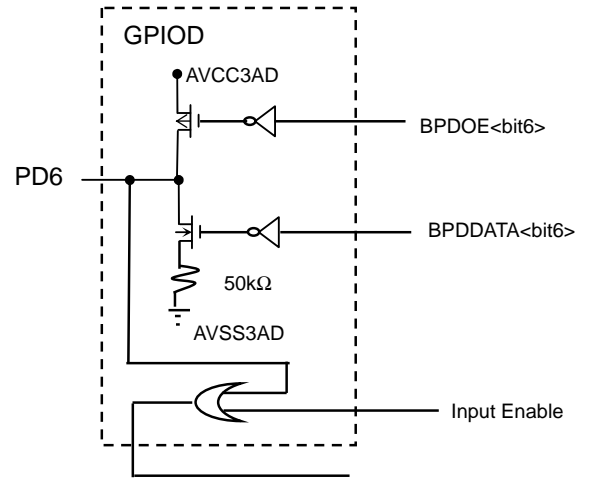 GPIOD
AVCC3AD
BPDOE<bit6>
PD6
BPDDATA<bit6>
50kΩ
AVSS3AD
Input Enable